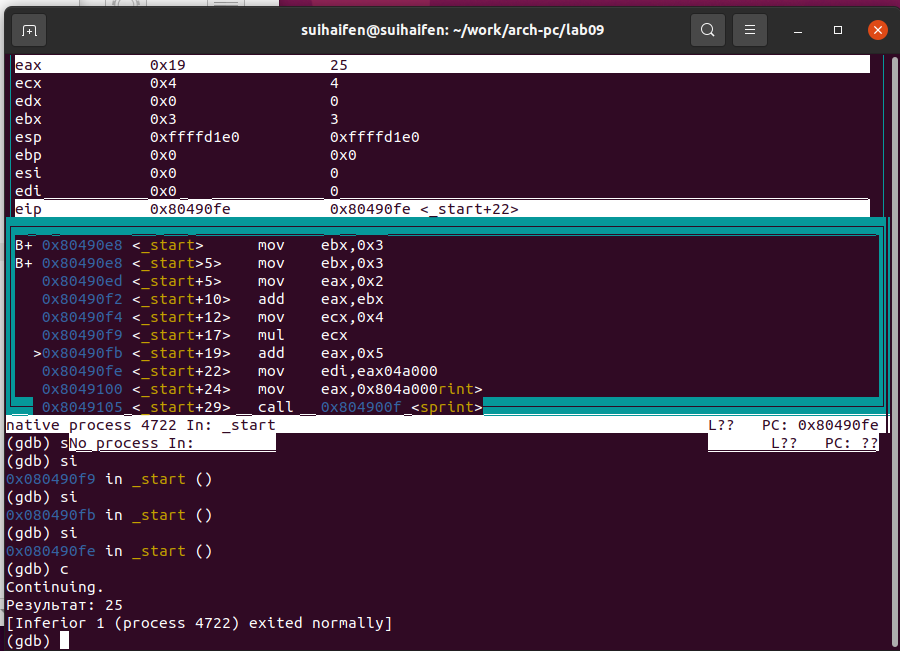 suihaifen@suihaifen: ~/work/arch-pc/lab09
eax 0x19 25
ecx 0x4 4
edx 0x0 0
ebx 0x3 3
esp 0xffffd1e0 0xffffd1e0
ebp 0x0 0x0
esi 0x0 0
edi 0x0 0
eip 0x80490fe 0x80490fe <_start+22>
B+ 0x80490e8 <_start> mov ebx,0x3
B+ 0x80490e8 <_start>5> mov ebx,0x3
0x80490ed <_start+5> mov eax,0x2
0x80490f2 <_start+10> add eax,ebx
0x80490f4 <_start+12> mov ecx,0x4
0x80490f9 <_start+17> mul ecx
>0x80490fb <_start+19> add eax,0x5
0x80490fe <_start+22> mov edi,eax04a000
0x8049100 <_start+24> mov eax,0x804a000rint>
0x8049105 <_start+29> call 0x804900f <sprint>
native process 4722 In: _start L?? PC: 0x80490fe
(gdb) sNo process In: L?? PC: ??
(gdb) si
0x080490f9 in _start ()
(gdb) si
0x080490fb in _start ()
(gdb) si
0x080490fe in _start ()
(gdb) c
Continuing.
Результат: 25
[Inferior 1 (process 4722) exited normally]
(gdb)